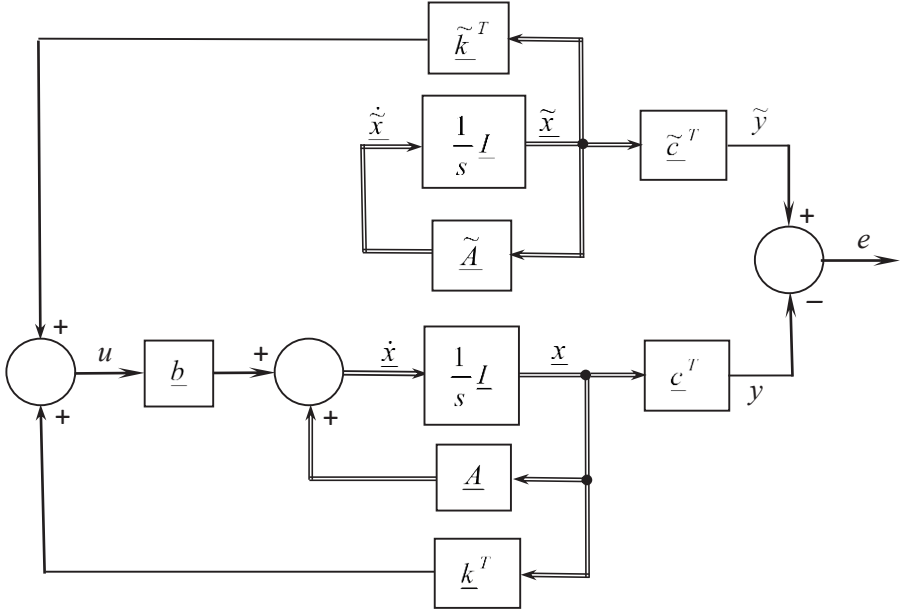 k̲̃ ᵀ
ẋ̲̃
1/s I̲
x̲̃
c̲̃ ᵀ
ỹ
Ã̲
+
e
−
+
u
b̲
+
ẋ̲
1/s I̲
x̲
c̲ ᵀ
y
+
+
A̲
k̲ ᵀ